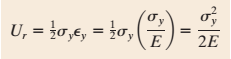 U_r = ½σ_yϵ_y = ½σ_y(σ_y/E) = σ_y²/2E